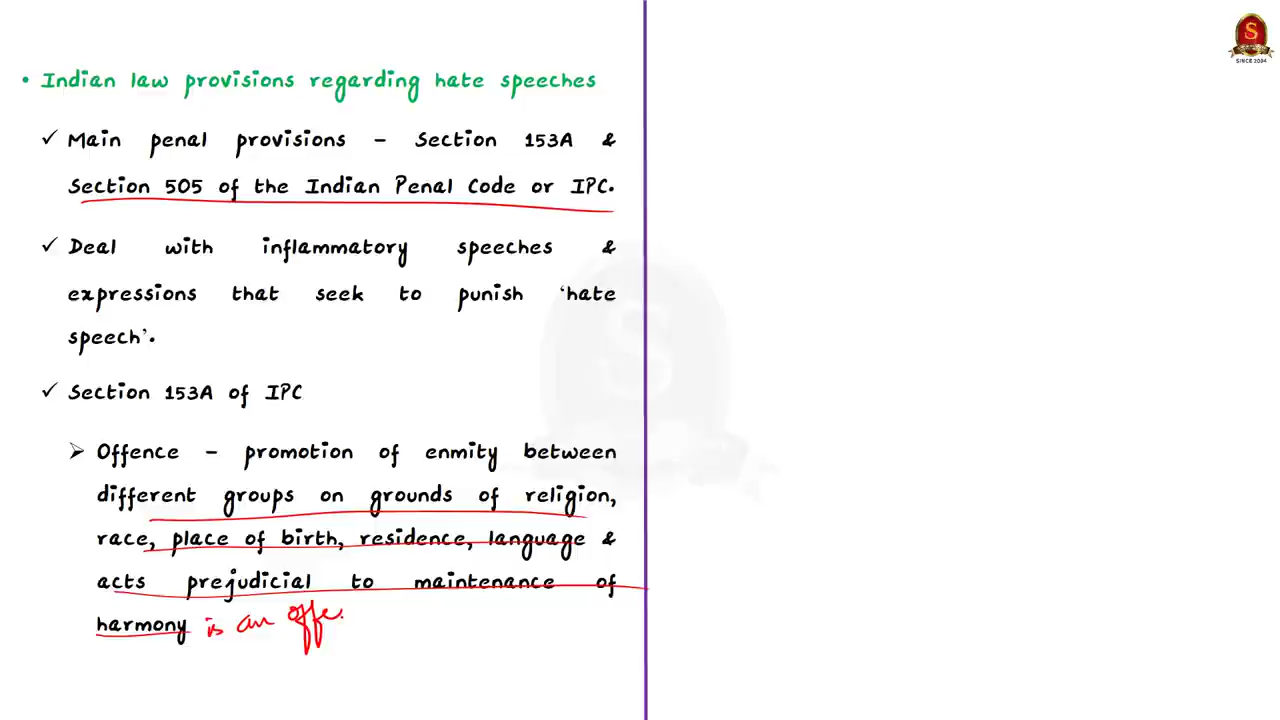 • Indian law provisions regarding hate speeches
✓ Main penal provisions – Section 153A &
Section 505 of the Indian Penal Code or IPC.
✓ Deal with inflammatory speeches &
expressions that seek to punish ‘hate
speech’.
✓ Section 153A of IPC
➢ Offence – promotion of enmity between
different groups on grounds of religion,
race, place of birth, residence, language &
acts prejudicial to maintenance of
harmony is an offe.
S
SINCE 2004
S